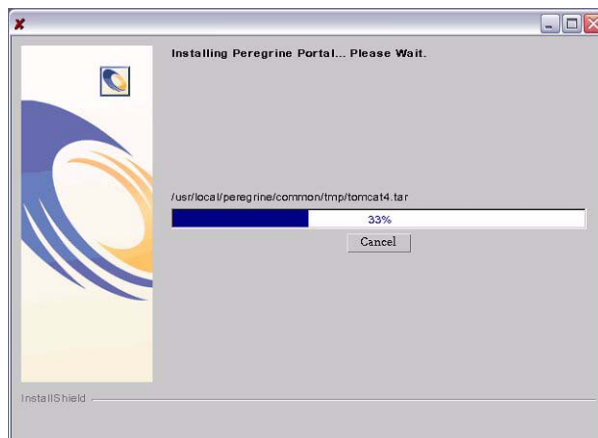 Installing Peregrine Portal... Please Wait.
/usr/local/peregrine/common/tmp/tomcat4.tar
33%
Cancel
InstallShield